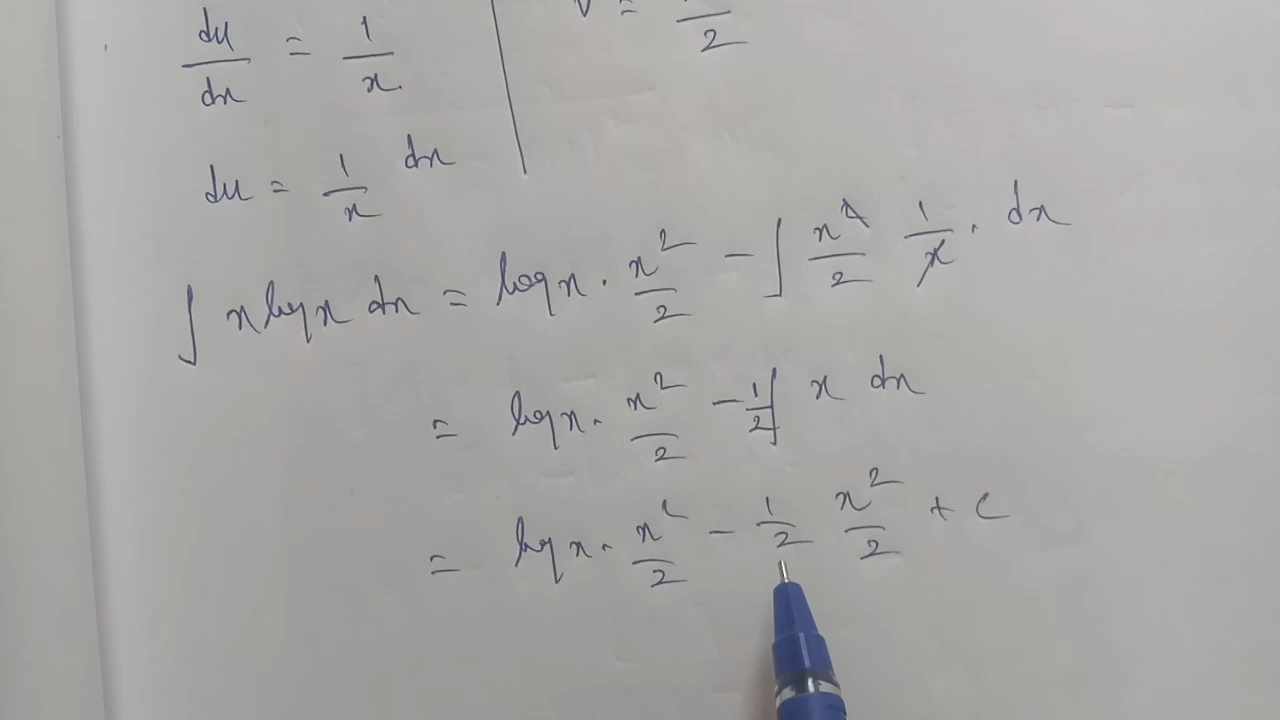 du/dx = 1/x
V = /2
du = 1/x dx
∫ x log x dx = log x · x²/2 - ∫ x²/2 1/x · dx
= log x · x²/2 - 1/2 ∫ x dx
= log x · x²/2 - 1/2 x²/2 + c